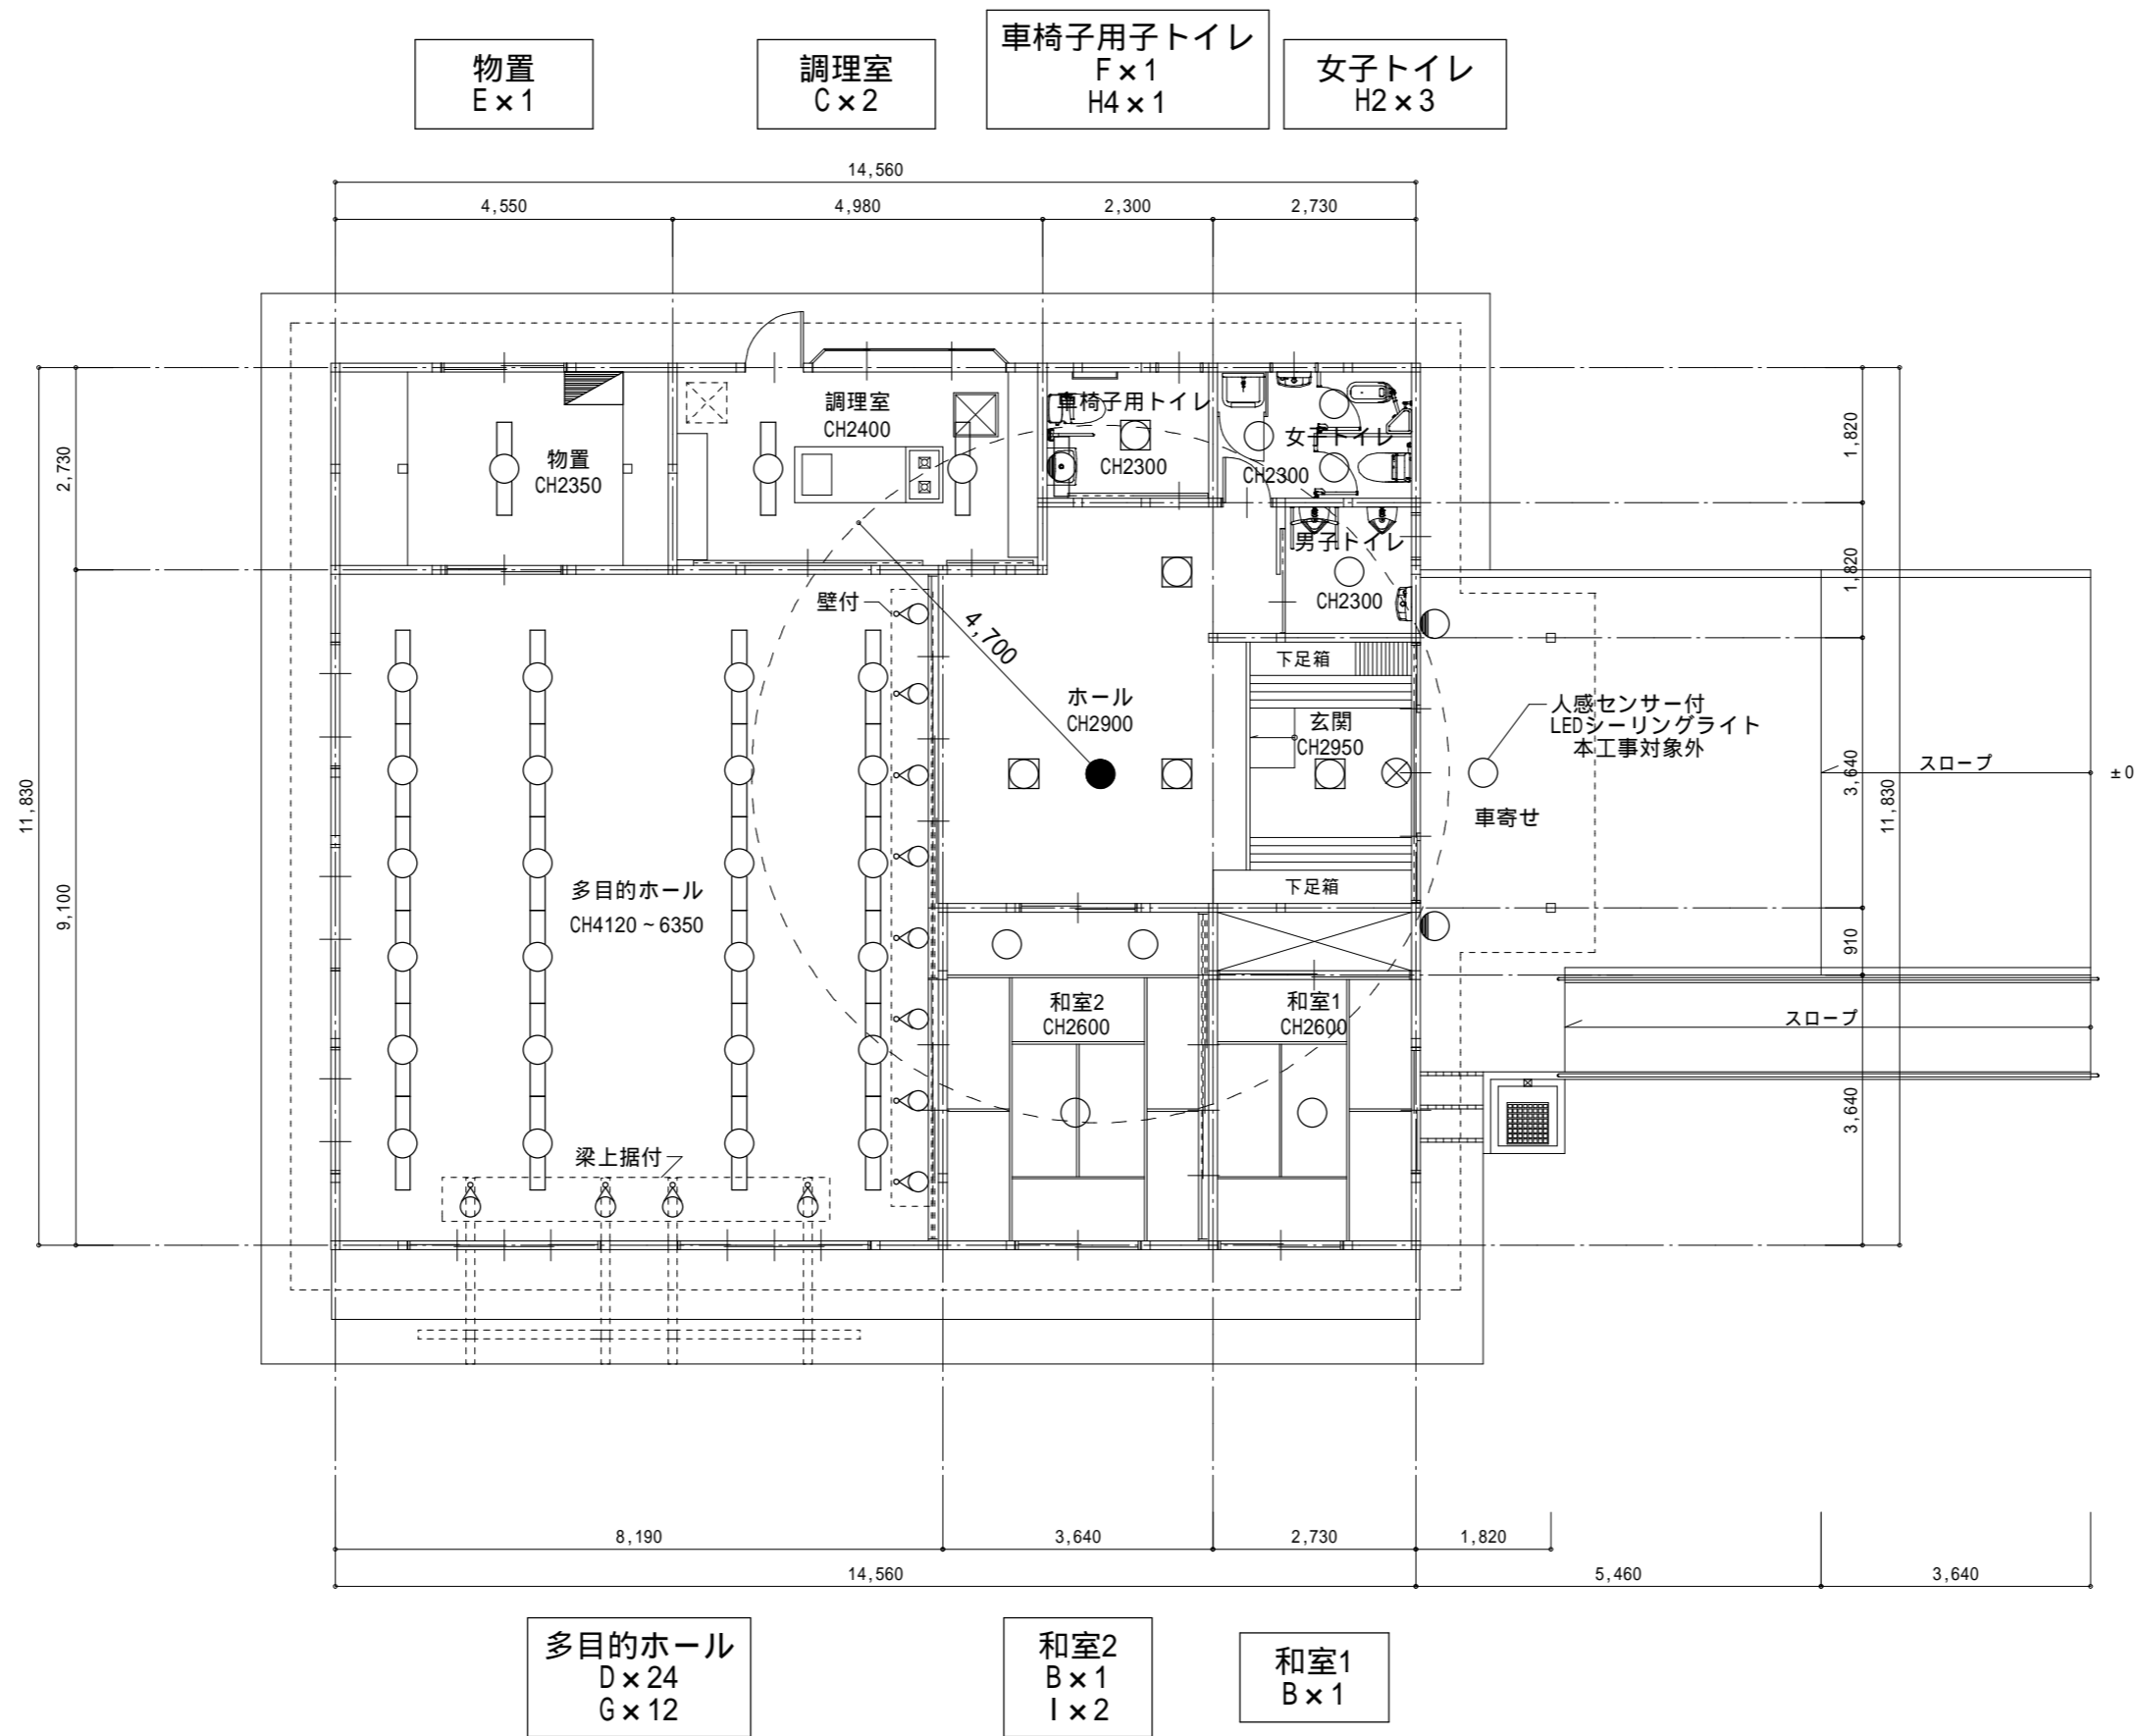 物置
E×1
調理室
C×2
車椅子用子トイレ
F×1
H4×1
女子トイレ
H2×3
14,560
4,550
4,980
2,300
2,730
物置
CH2350
調理室
CH2400
車椅子用トイレ
CH2300
女子トイレ
CH2300
男子トイレ
CH2300
壁付
4,700
ホール
CH2900
下足箱
玄関
CH2950
下足箱
人感センサー付
LEDシーリングライト
本工事対象外
車寄せ
スロープ
±0
スロープ
多目的ホール
CH4120～6350
和室2
CH2600
和室1
CH2600
梁上据付
11,830
2,730
9,100
1,820
1,820
3,640
910
3,640
11,830
8,190
3,640
2,730
1,820
14,560
5,460
3,640
多目的ホール
D×24
G×12
和室2
B×1
I×2
和室1
B×1